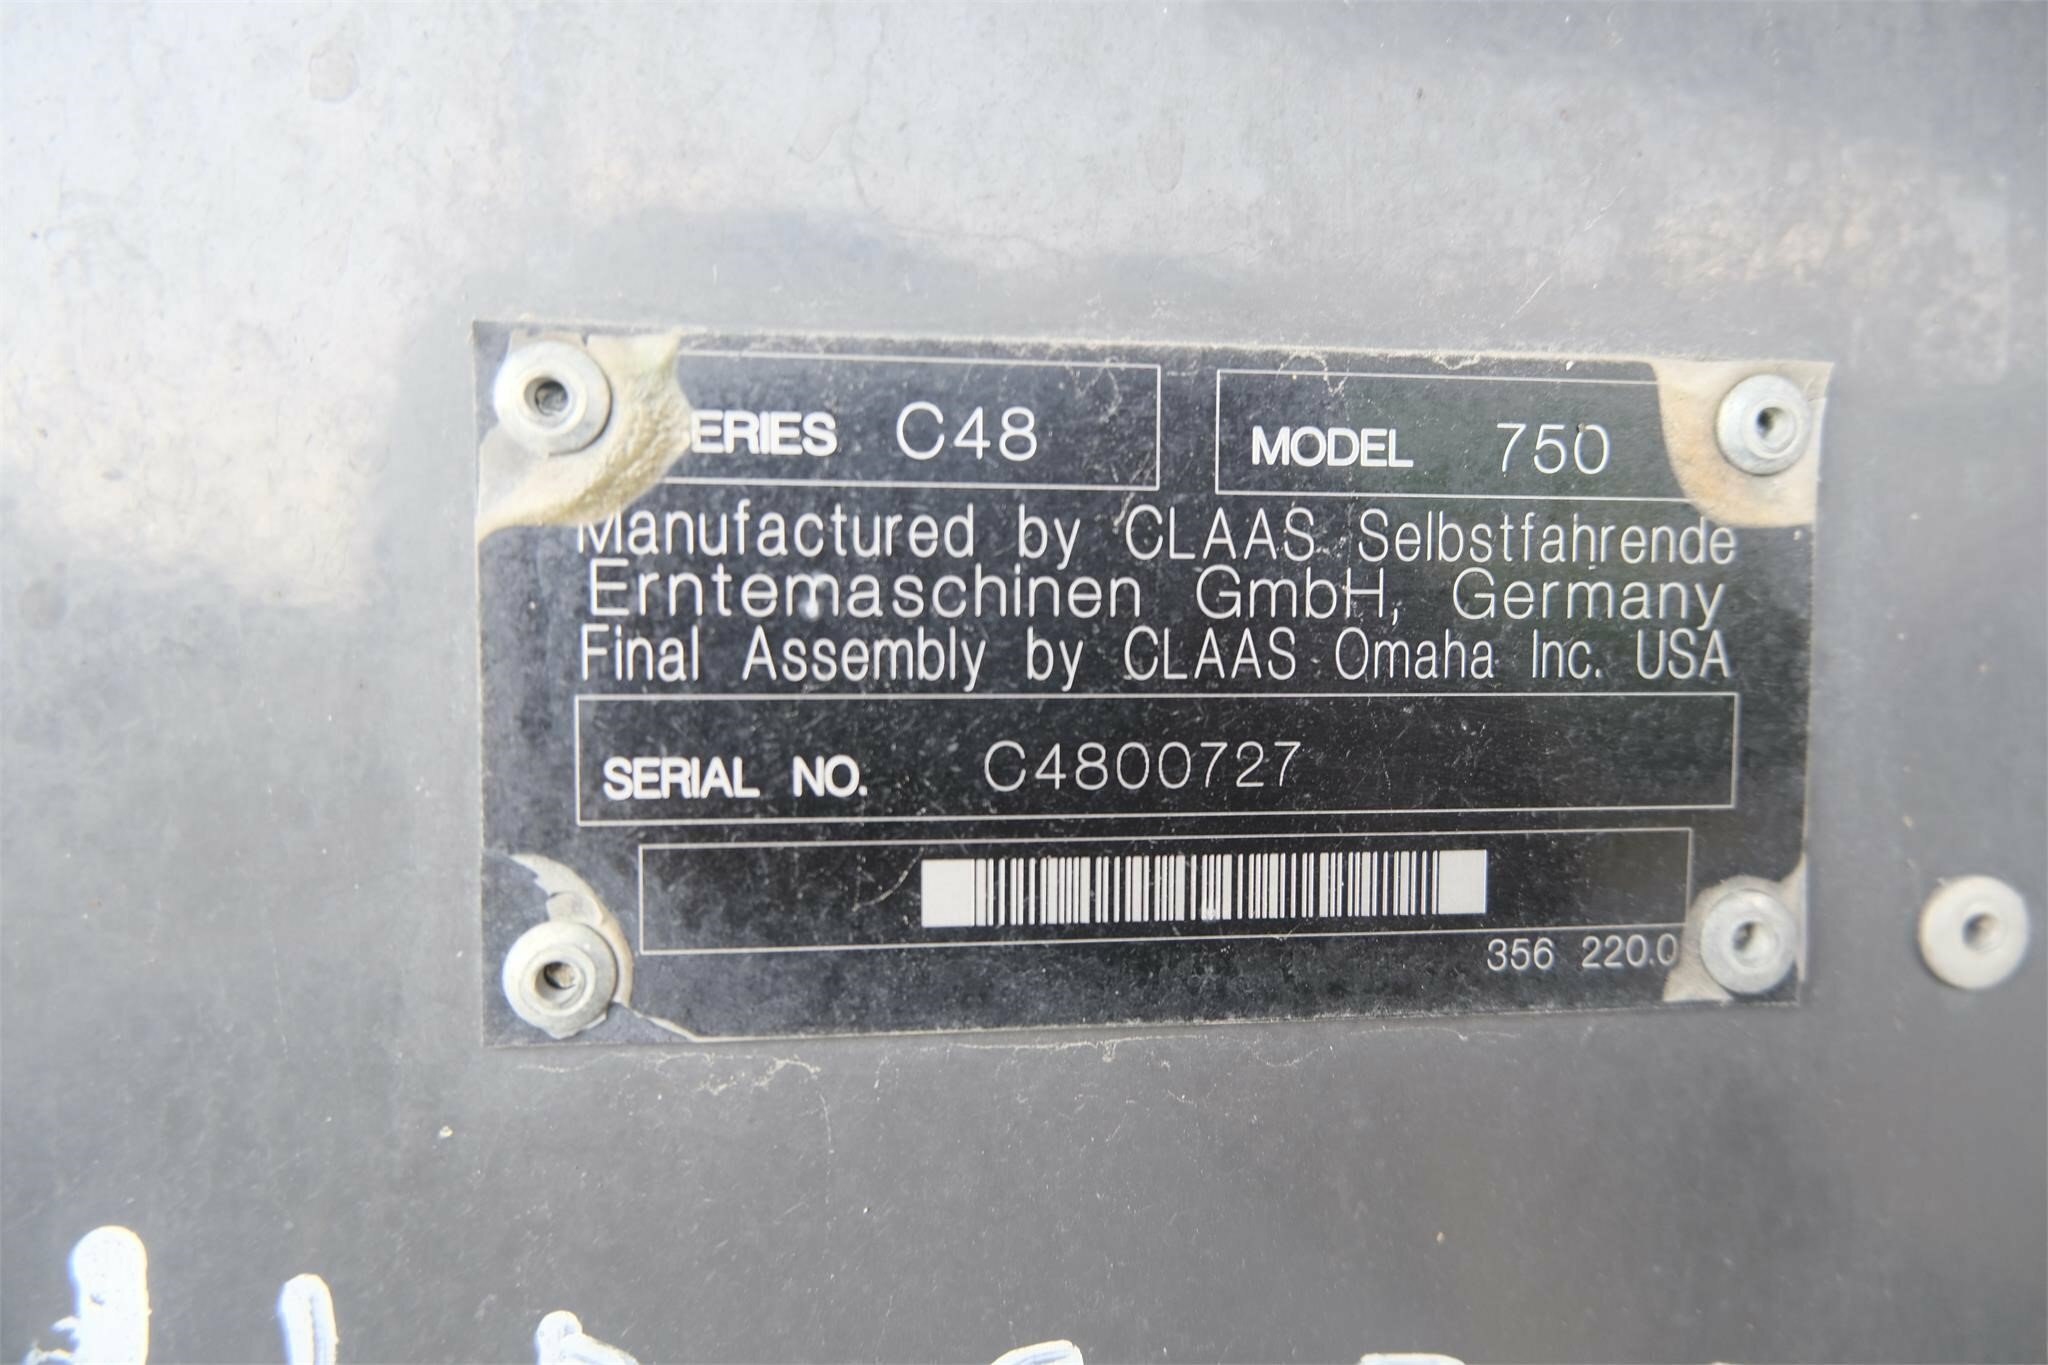 SERIES C48 MODEL 750
Manufactured by CLAAS Selbstfahrende
Erntemaschinen GmbH, Germany
Final Assembly by CLAAS Omaha Inc. USA
SERIAL NO. C4800727
356 220.0